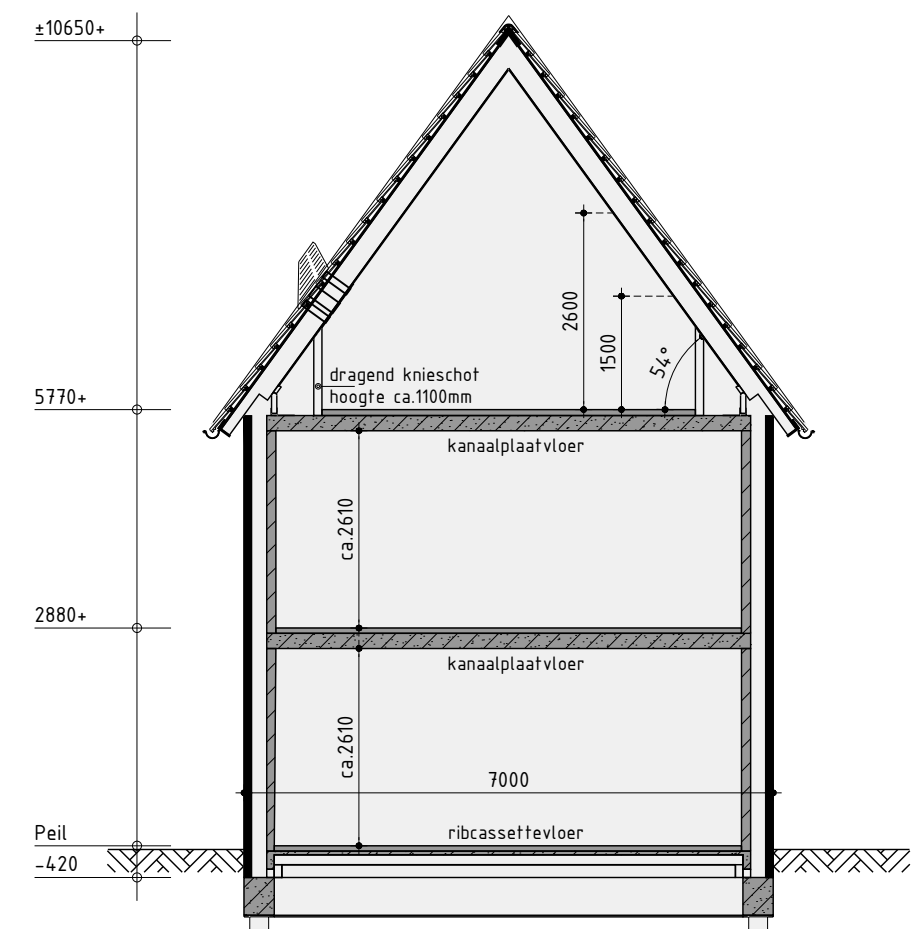 ±10650+
2600
1500
54°
dragend knieschot
hoogte ca.1100mm
5770+
kanaalplaatvloer
ca.2610
2880+
kanaalplaatvloer
ca.2610
7000
Peil
ribcassettevloer
-420